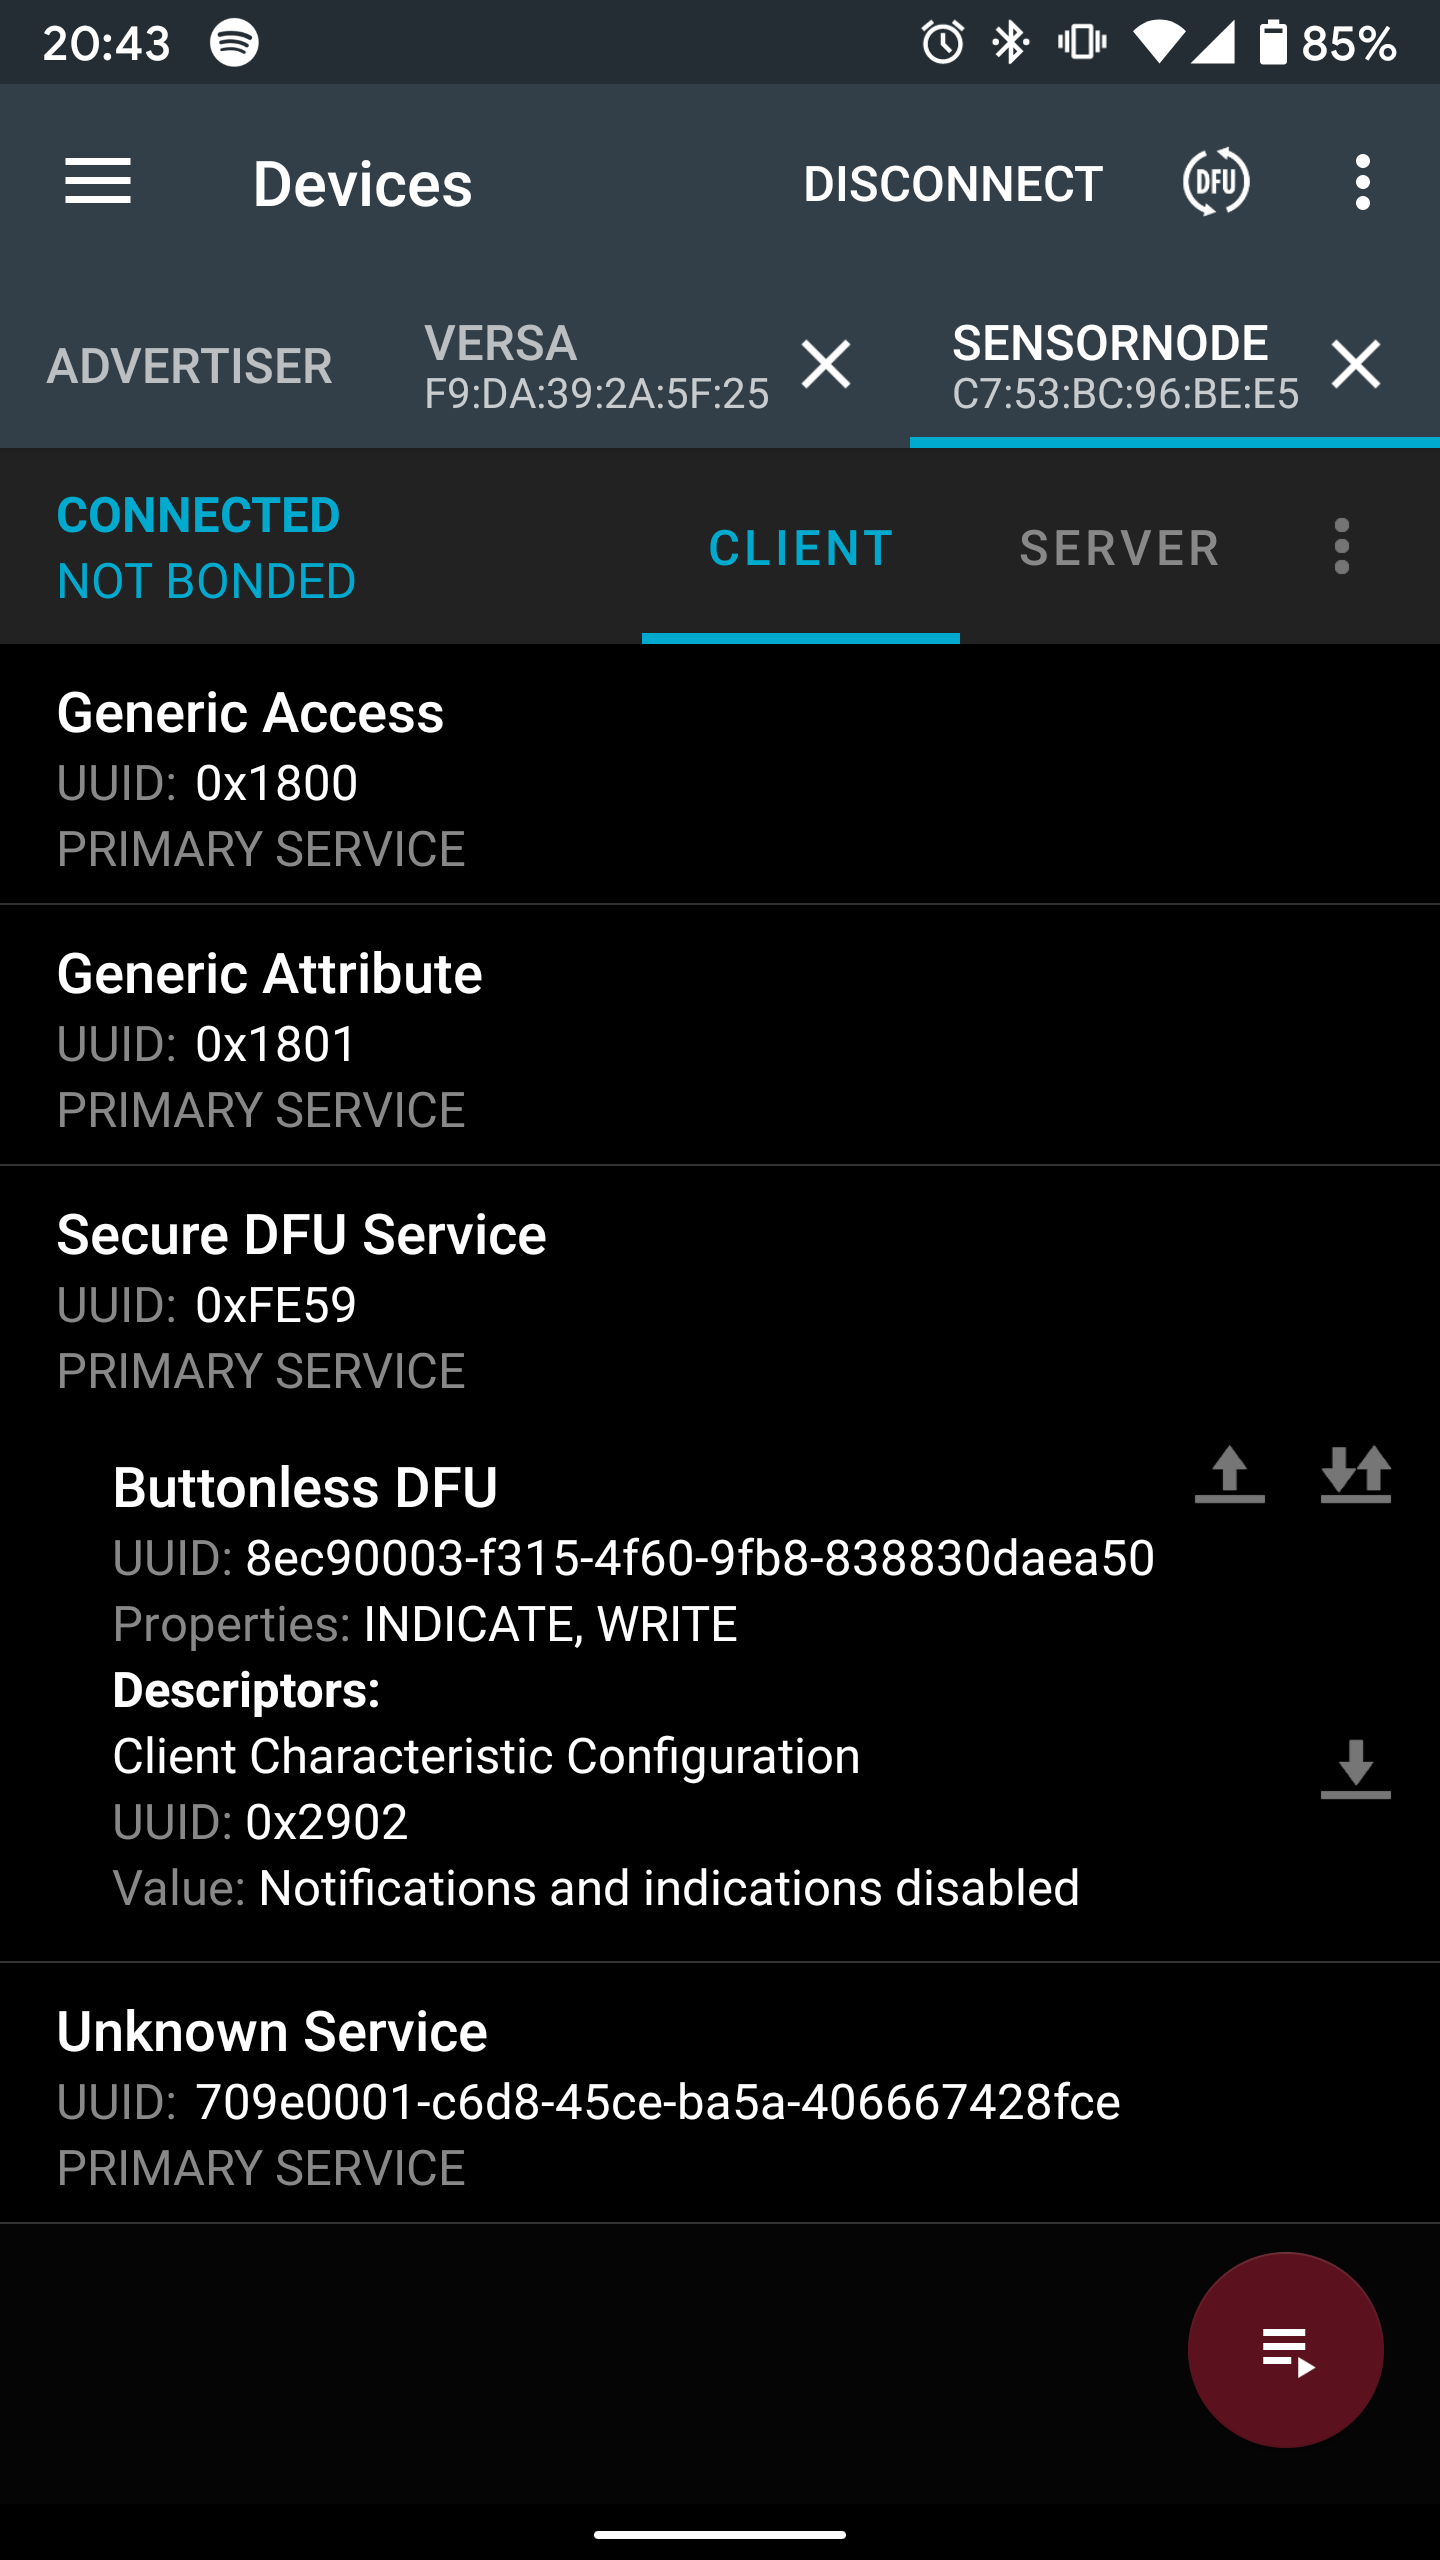 20:43 85%
Devices DISCONNECT DFU
ADVERTISER VERSA SENSORNODE
F9:DA:39:2A:5F:25 C7:53:BC:96:BE:E5
CONNECTED CLIENT SERVER
NOT BONDED
Generic Access
UUID: 0x1800
PRIMARY SERVICE
Generic Attribute
UUID: 0x1801
PRIMARY SERVICE
Secure DFU Service
UUID: 0xFE59
PRIMARY SERVICE
Buttonless DFU
UUID: 8ec90003-f315-4f60-9fb8-838830daea50
Properties: INDICATE, WRITE
Descriptors:
Client Characteristic Configuration
UUID: 0x2902
Value: Notifications and indications disabled
Unknown Service
UUID: 709e0001-c6d8-45ce-ba5a-406667428fce
PRIMARY SERVICE